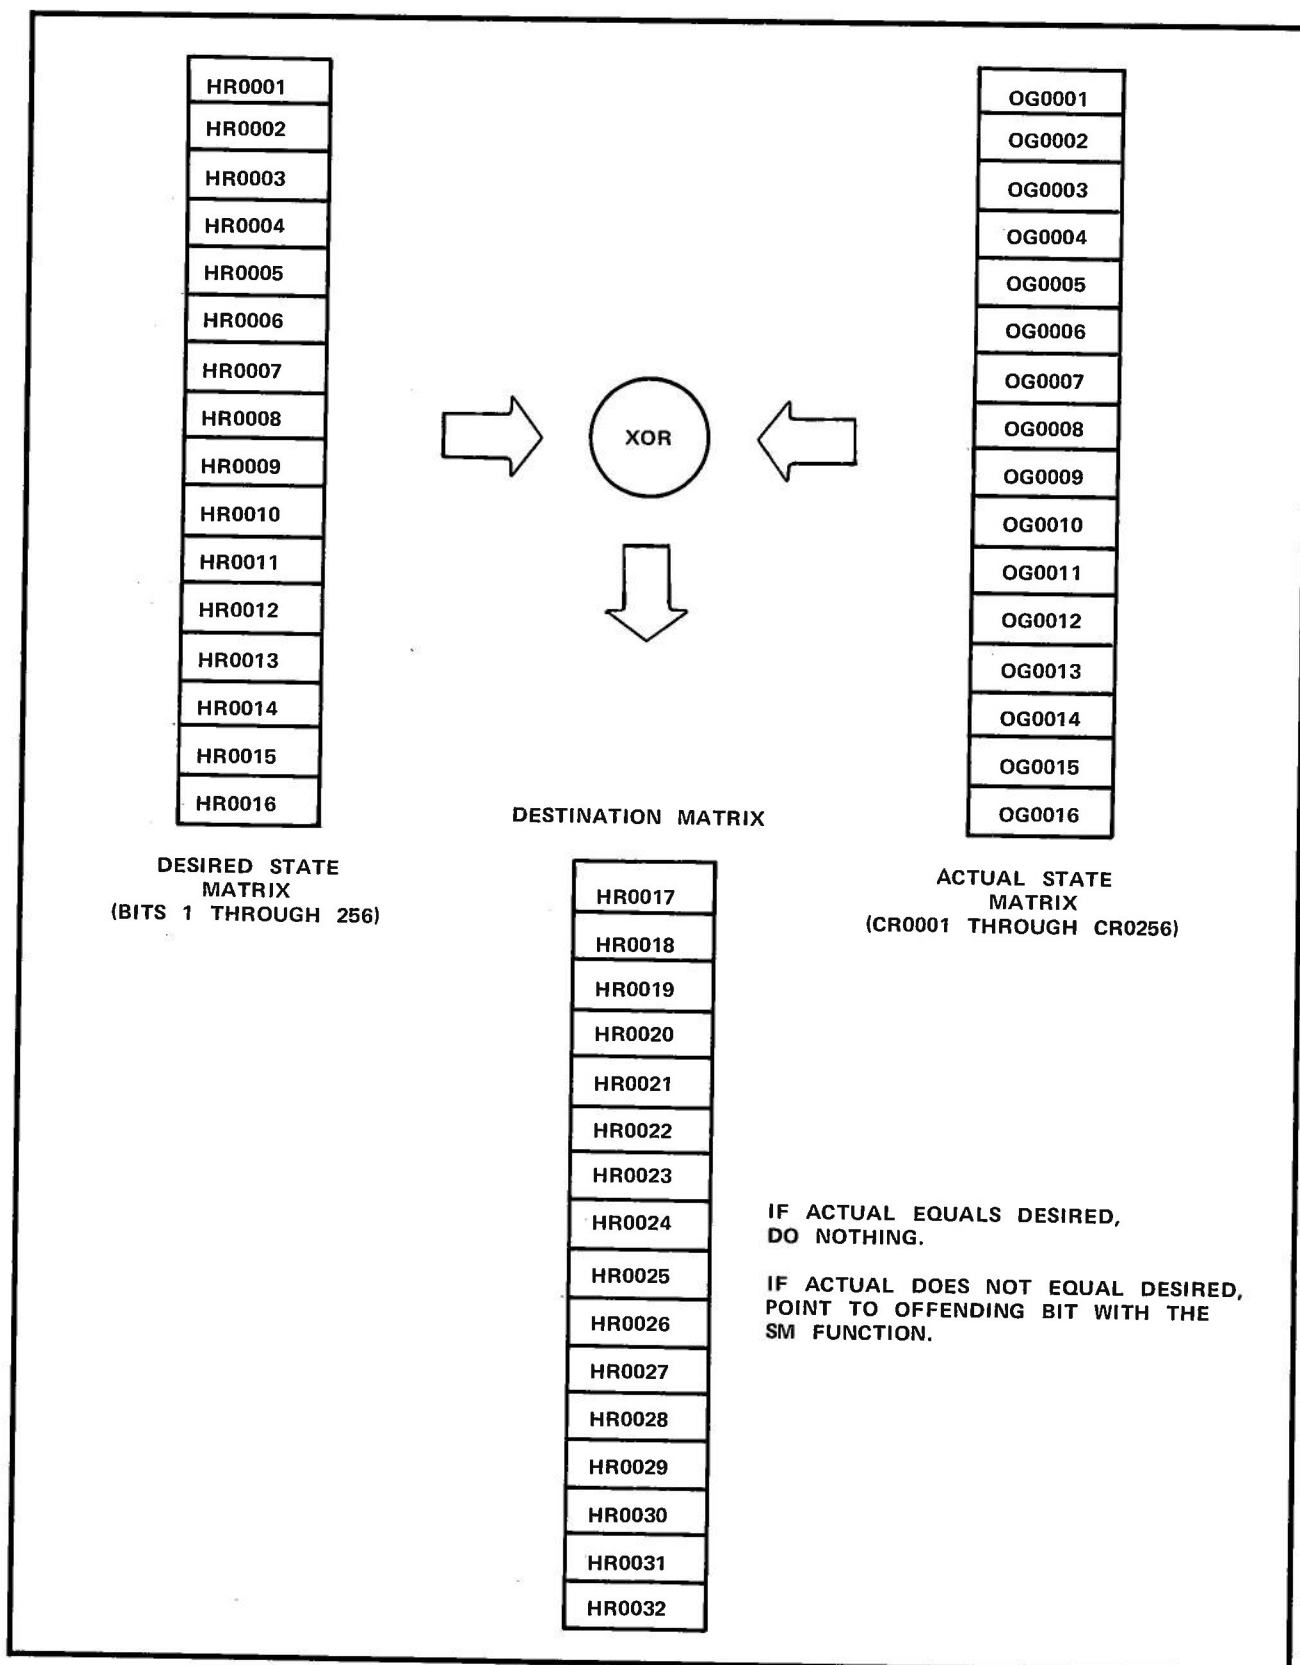 HR0001
HR0002
HR0003
HR0004
HR0005
HR0006
HR0007
HR0008
HR0009
HR0010
HR0011
HR0012
HR0013
HR0014
HR0015
HR0016
DESIRED STATE
MATRIX
(BITS 1 THROUGH 256)
XOR
OG0001
OG0002
OG0003
OG0004
OG0005
OG0006
OG0007
OG0008
OG0009
OG0010
OG0011
OG0012
OG0013
OG0014
OG0015
OG0016
ACTUAL STATE
MATRIX
(CR0001 THROUGH CR0256)
DESTINATION MATRIX
HR0017
HR0018
HR0019
HR0020
HR0021
HR0022
HR0023
HR0024
HR0025
HR0026
HR0027
HR0028
HR0029
HR0030
HR0031
HR0032
IF ACTUAL EQUALS DESIRED,
DO NOTHING.
IF ACTUAL DOES NOT EQUAL DESIRED,
POINT TO OFFENDING BIT WITH THE
SM FUNCTION.